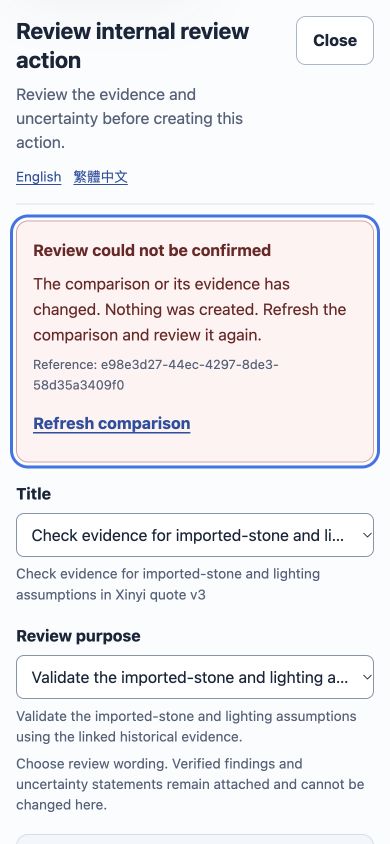 Review internal review
action
Close
Review the evidence and
uncertainty before creating this
action.
English 繁體中文
Review could not be confirmed
The comparison or its evidence has
changed. Nothing was created. Refresh the
comparison and review it again.
Reference: e98e3d27-44ec-4297-8de3-
58d35a3409f0
Refresh comparison
Title
Check evidence for imported-stone and li...
Check evidence for imported-stone and lighting
assumptions in Xinyi quote v3
Review purpose
Validate the imported-stone and lighting a...
Validate the imported-stone and lighting assumptions
using the linked historical evidence.
Choose review wording. Verified findings and
uncertainty statements remain attached and cannot be
changed here.